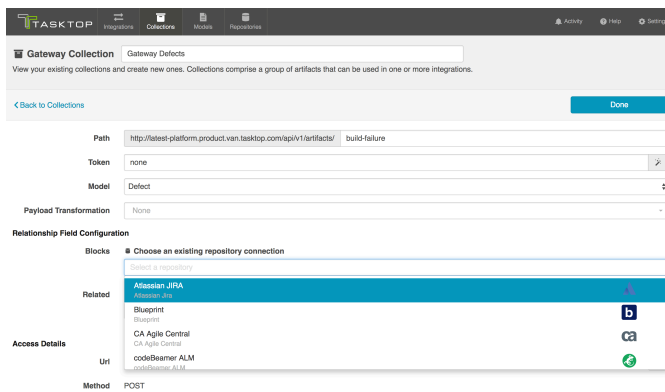 TASKTOP
Integrations
Collections
Models
Repositories
Activity
Help
Setting
Gateway Collection
Gateway Defects
View your existing collections and create new ones. Collections comprise a group of artifacts that can be used in one or more integrations.
Back to Collections
Done
Path
http://latest-platform.product.van.tasktop.com/api/v1/artifacts/
build-failure
Token
none
Model
Defect
Payload Transformation
None
Relationship Field Configuration
Blocks
Choose an existing repository connection
Select a repository
Related
Atlassian JIRA
Atlassian Jira
Blueprint
Blueprint
b
CA Agile Central
CA Agile Central
ca
codeBeamer ALM
codeBeamer ALM
Access Details
Url
Method
POST